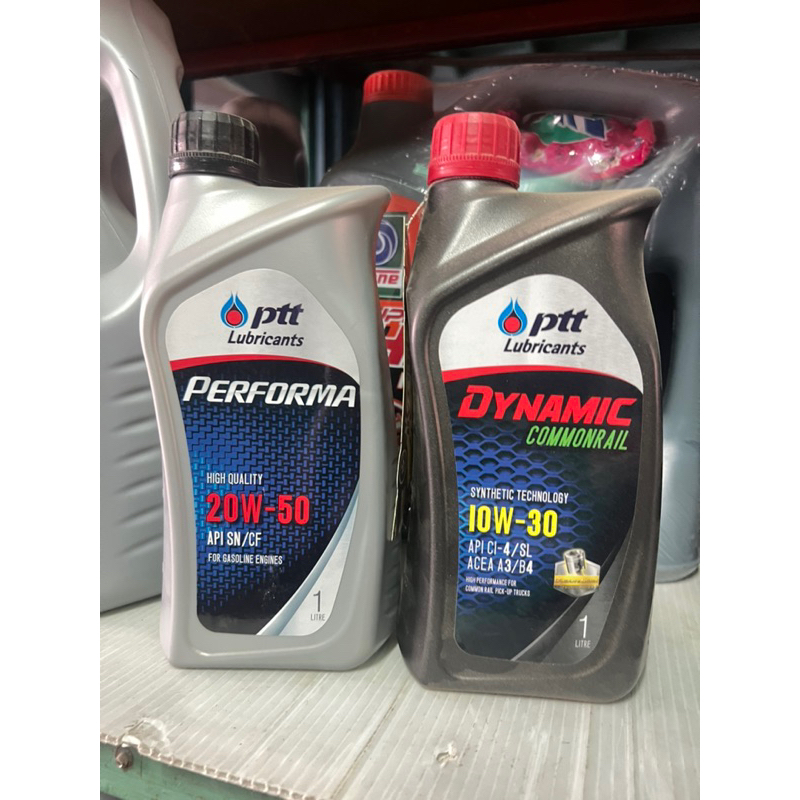 ptt
Lubricants
PERFORMA
HIGH QUALITY
20W-50
API SN/CF
FOR GASOLINE ENGINES
1
LITRE
ptt
Lubricants
DYNAMIC
COMMONRAIL
SYNTHETIC TECHNOLOGY
10W-30
API CI-4/SL
ACEA A3/B4
HIGH PERFORMANCE FOR
COMMON RAIL PICK-UP TRUCKS
1
LITRE
ne